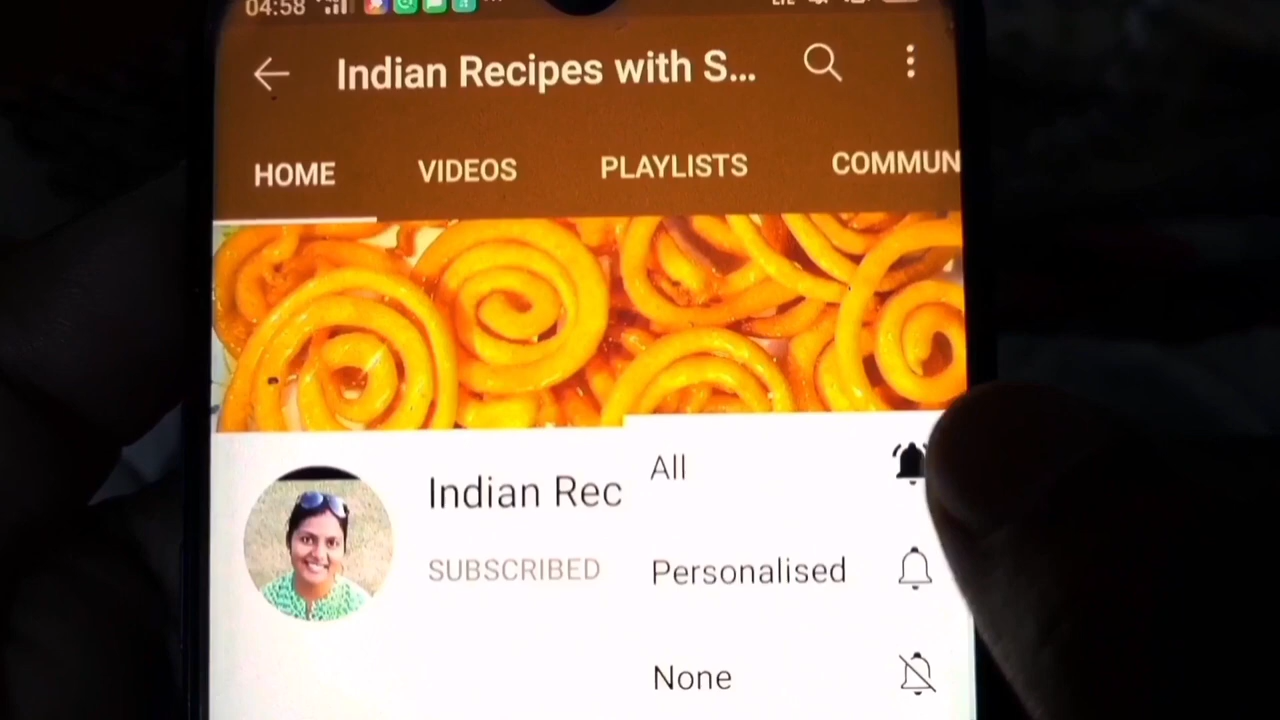 04:58
Indian Recipes with S...
HOME VIDEOS PLAYLISTS COMMUN
Indian Rec
All
SUBSCRIBED
Personalised
None